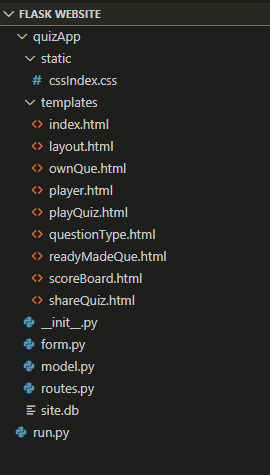 FLASK WEBSITE
quizApp
static
# cssIndex.css
templates
<> index.html
<> layout.html
<> ownQue.html
<> player.html
<> playQuiz.html
<> questionType.html
<> readyMadeQue.html
<> scoreBoard.html
<> shareQuiz.html
__init__.py
form.py
model.py
routes.py
site.db
run.py